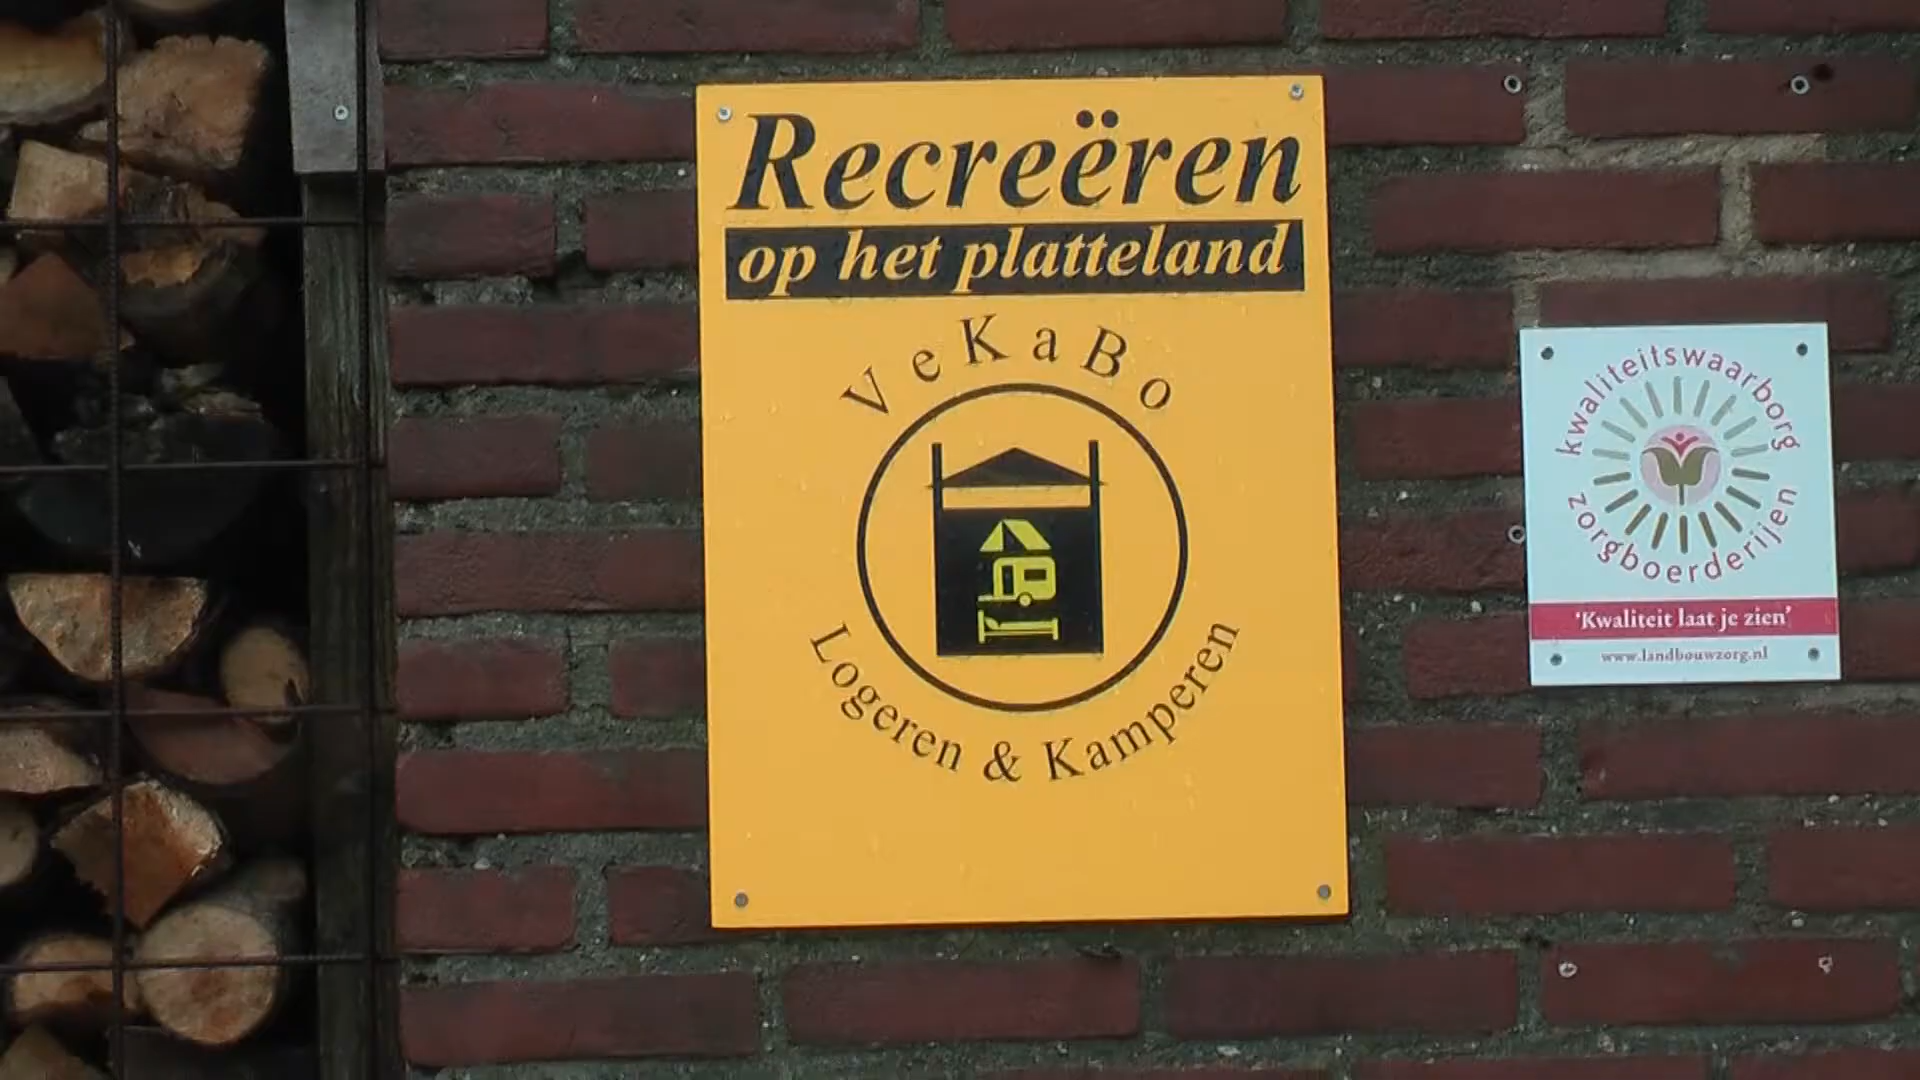 Recreëren
op het platteland
VeKaBo
Logeren & Kamperen
kwaliteitswaarborg
zorgboerderijen
‘Kwaliteit laat je zien’
www.landbouwzorg.nl